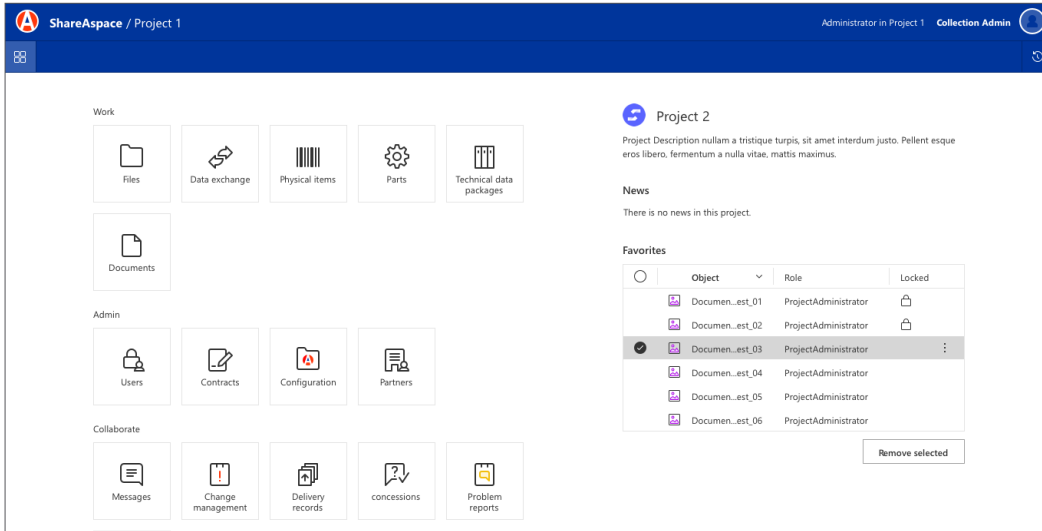 ShareAspace / Project 1
Administrator in Project 1 Collection Admin
Work
Files
Data exchange
Physical items
Parts
Technical data
packages
Documents
Admin
Users
Contracts
Configuration
Partners
Collaborate
Messages
Change
management
Delivery
records
concessions
Problem
reports
Project 2
Project Description nullam a tristique turpis, sit amet interdum justo. Pellent esque
eros libero, fermentum a nulla vitae, mattis maximus.
News
There is no news in this project.
Favorites
Object Role Locked
Documen...est_01 ProjectAdministrator
Documen...est_02 ProjectAdministrator
Documen...est_03 ProjectAdministrator
Documen...est_04 ProjectAdministrator
Documen...est_05 ProjectAdministrator
Documen...est_06 ProjectAdministrator
Remove selected